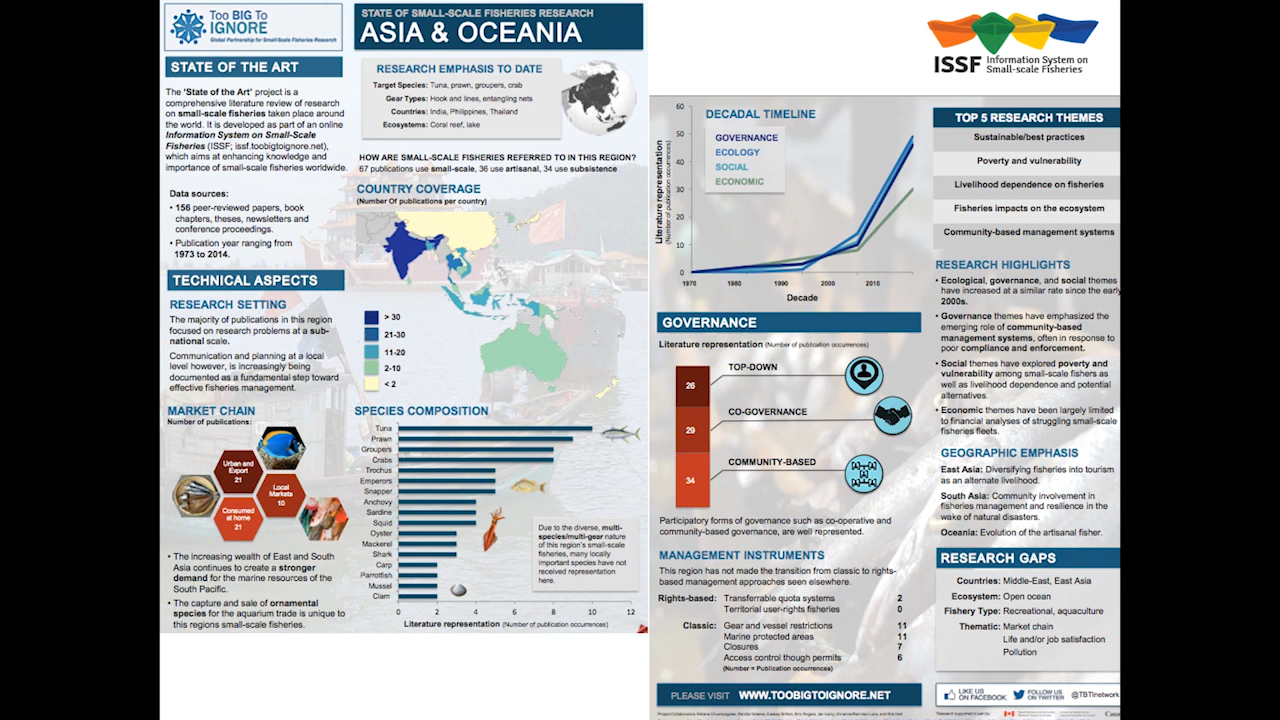 TOO BIG TO
IGNORE
Global Partnership for Small-Scale Fisheries Research
STATE OF SMALL-SCALE FISHERIES RESEARCH
ASIA & OCEANIA
STATE OF THE ART
The 'State of the Art' project is a
comprehensive literature review of research
on small-scale fisheries taken place around
the world. It is developed as part of an online
Information System on Small-Scale
Fisheries (ISSF; issf.toobigtoignore.net),
which aims at enhancing knowledge and
importance of small-scale fisheries worldwide.
Data sources:
• 156 peer-reviewed papers, book
chapters, theses, newsletters and
conference proceedings.
• Publication year ranging from
1973 to 2014.
TECHNICAL ASPECTS
RESEARCH SETTING
The majority of publications in this region
focused on research problems at a sub-
national scale.
Communication and planning at a local
level however, is increasingly being
documented as a fundamental step toward
effective fisheries management.
MARKET CHAIN
Number of publications:
Urban and
Export
21
Local
Markets
10
Consumed
at home
21
• The increasing wealth of East and South
Asia continues to create a stronger
demand for the marine resources of the
South Pacific.
• The capture and sale of ornamental
species for the aquarium trade is unique to
this regions small-scale fisheries.
RESEARCH EMPHASIS TO DATE
Target Species: Tuna, prawn, groupers, crab
Gear Types: Hook and lines, entangling nets
Countries: India, Philippines, Thailand
Ecosystems: Coral reef, lake
HOW ARE SMALL-SCALE FISHERIES REFERRED TO IN THIS REGION?
67 publications use small-scale, 36 use artisanal, 34 use subsistence
COUNTRY COVERAGE
(Number Of publications per country)
> 30
21-30
11-20
2-10
< 2
SPECIES COMPOSITION
Tuna
Prawn
Groupers
Crabs
Trochus
Emperors
Snapper
Anchovy
Sardine
Squid
Oyster
Mackerel
Shark
Carp
Parrotfish
Mussel
Clam
0 2 4 6 8 10 12
Literature representation (Number of publication occurrences)
Due to the diverse, multi-
species/multi-gear nature
of this region's small-scale
fisheries, many locally
important species have not
received representation
here.
ISSF Information System on
Small-scale Fisheries
DECADAL TIMELINE
GOVERNANCE
ECOLOGY
SOCIAL
ECONOMIC
Literature representation
(Number of publication occurrences)
60
50
40
30
20
10
0
1970 1980 1990 2000 2010
Decade
GOVERNANCE
Literature representation (Number of publication occurrences)
26
TOP-DOWN
29
CO-GOVERNANCE
34
COMMUNITY-BASED
Participatory forms of governance such as co-operative and
community-based governance, are well represented.
MANAGEMENT INSTRUMENTS
This region has not made the transition from classic to rights-
based management approaches seen elsewhere.
Rights-based: Transferrable quota systems 2
Territorial user-rights fisheries 0
Classic: Gear and vessel restrictions 11
Marine protected areas 11
Closures 7
Access control though permits 6
(Number = Publication occurrences)
PLEASE VISIT WWW.TOOBIGTOIGNORE.NET
TOP 5 RESEARCH THEMES
Sustainable/best practices
Poverty and vulnerability
Livelihood dependence on fisheries
Fisheries impacts on the ecosystem
Community-based management systems
RESEARCH HIGHLIGHTS
• Ecological, governance, and social themes
have increased at a similar rate since the early
2000s.
• Governance themes have emphasized the
emerging role of community-based
management systems, often in response to
poor compliance and enforcement.
• Social themes have explored poverty and
vulnerability among small-scale fishers as
well as livelihood dependence and potential
alternatives.
• Economic themes have been largely limited
to financial analyses of struggling small-scale
fisheries fleets.
GEOGRAPHIC EMPHASIS
East Asia: Diversifying fisheries into tourism
as an alternate livelihood.
South Asia: Community involvement in
fisheries management and resilience in the
wake of natural disasters.
Oceania: Evolution of the artisanal fisher.
RESEARCH GAPS
Countries: Middle-East, East Asia
Ecosystem: Open ocean
Fishery Type: Recreational, aquaculture
Thematic: Market chain
Life and/or job satisfaction
Pollution
LIKE US
ON FACEBOOK
FOLLOW US
ON TWITTER
@TBTInetwork
Research supported in part by: